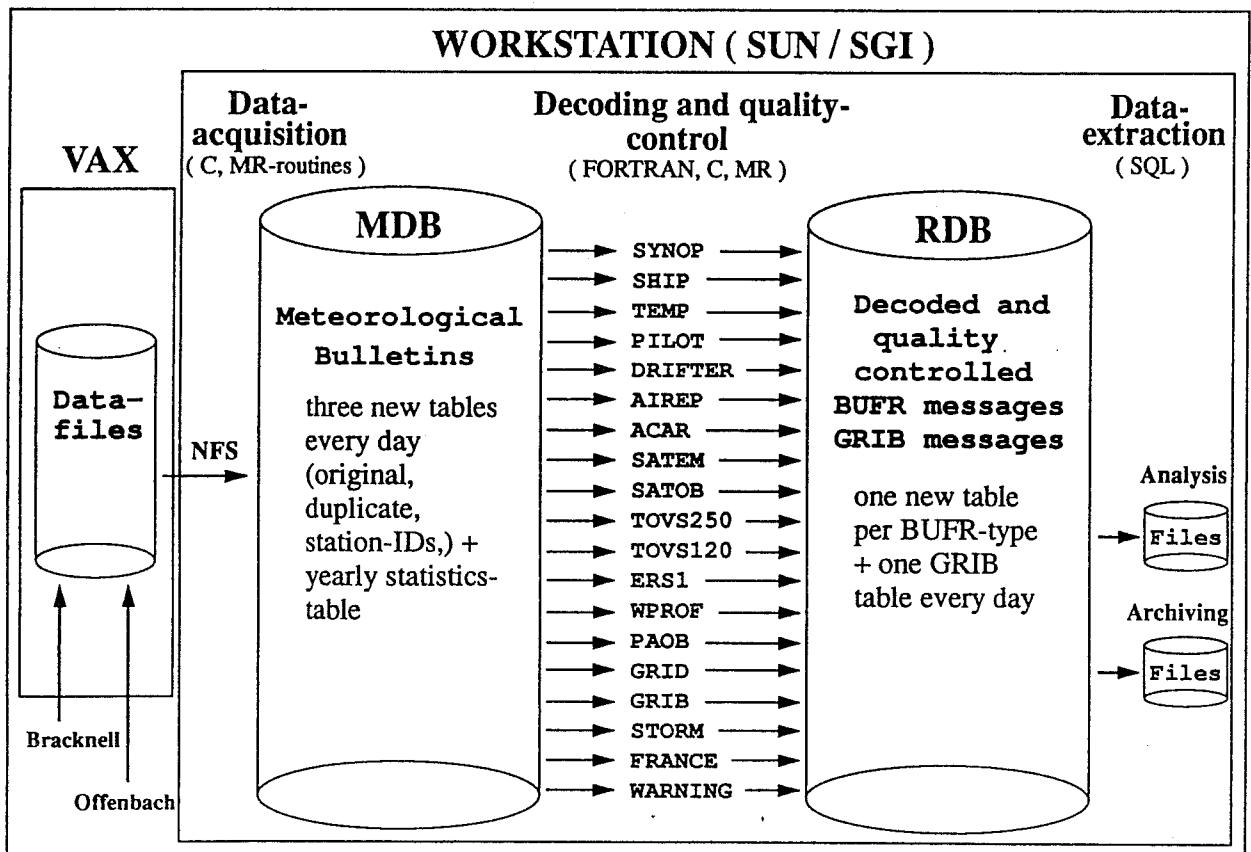 WORKSTATION ( SUN / SGI )
Data-
acquisition
( C, MR-routines )
Decoding and quality-
control
( FORTRAN, C, MR )
Data-
extraction
( SQL )
VAX
Data-
files
NFS
Bracknell
Offenbach
MDB
Meteorological
Bulletins
three new tables
every day
(original,
duplicate,
station-IDs,) +
yearly statistics-
table
SYNOP
SHIP
TEMP
PILOT
DRIFTER
AIREP
ACAR
SATEM
SATOB
TOVS250
TOVS120
ERS1
WPROF
PAOB
GRID
GRIB
STORM
FRANCE
WARNING
RDB
Decoded and
quality
controlled
BUFR messages
GRIB messages
one new table
per BUFR-type
+ one GRIB
table every day
Analysis
Files
Archiving
Files